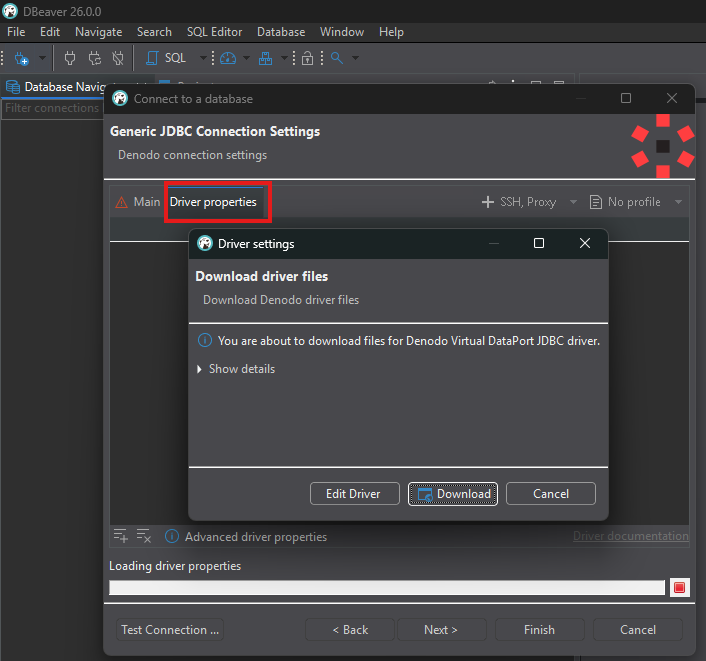 DBeaver 26.0.0
File Edit Navigate Search SQL Editor Database Window Help
SQL
Database Navig
Filter connections
Connect to a database
Generic JDBC Connection Settings
Denodo connection settings
Main Driver properties SSH, Proxy No profile
Driver settings
Download driver files
Download Denodo driver files
You are about to download files for Denodo Virtual DataPort JDBC driver.
Show details
Edit Driver Download Cancel
Advanced driver properties Driver documentation
Loading driver properties
Test Connection ... < Back Next > Finish Cancel